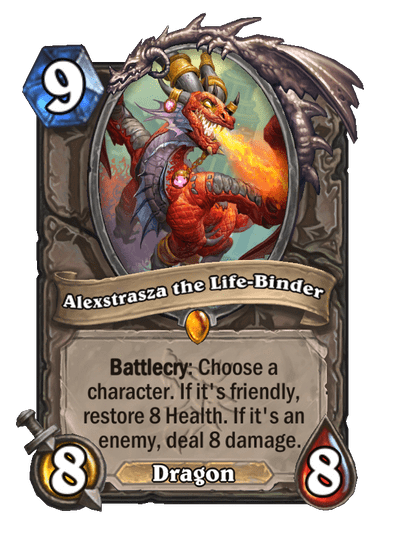 9
Alexstrasza the Life-Binder
Battlecry: Choose a
character. If it's friendly,
restore 8 Health. If it's an
enemy, deal 8 damage.
8
Dragon
8